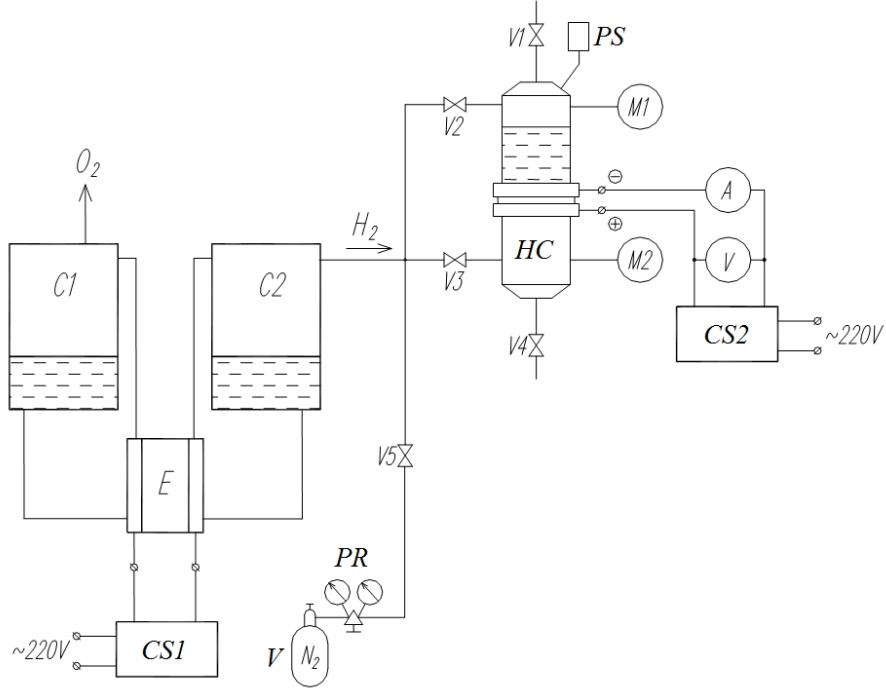 V1
PS
M1
V2
O₂
⊖
A
H₂
⊕
C1
C2
V3
HC
M2
V
V4
CS2
~220V
V5
E
PR
~220V
CS1
V
N₂